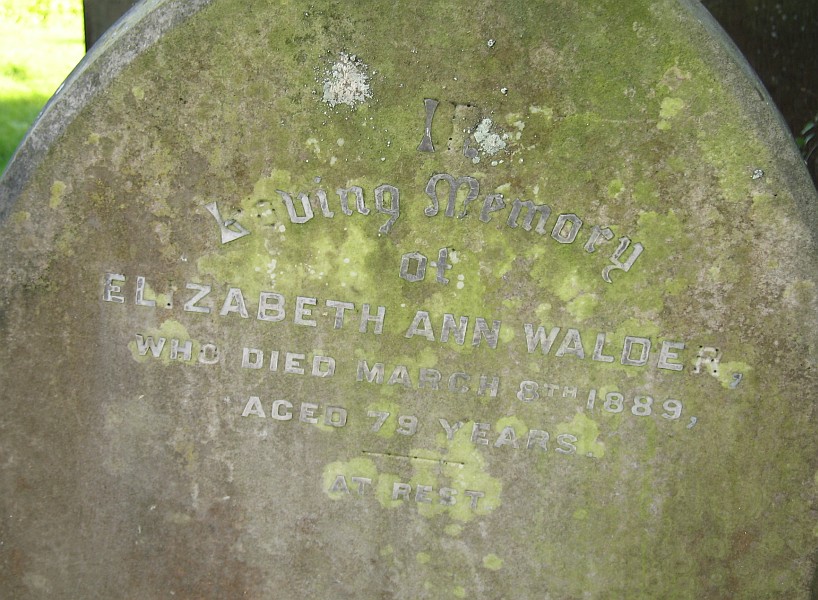 In
Loving Memory
of
ELIZABETH ANN WALDER,
WHO DIED MARCH 8TH 1889,
AGED 79 YEARS.
AT REST